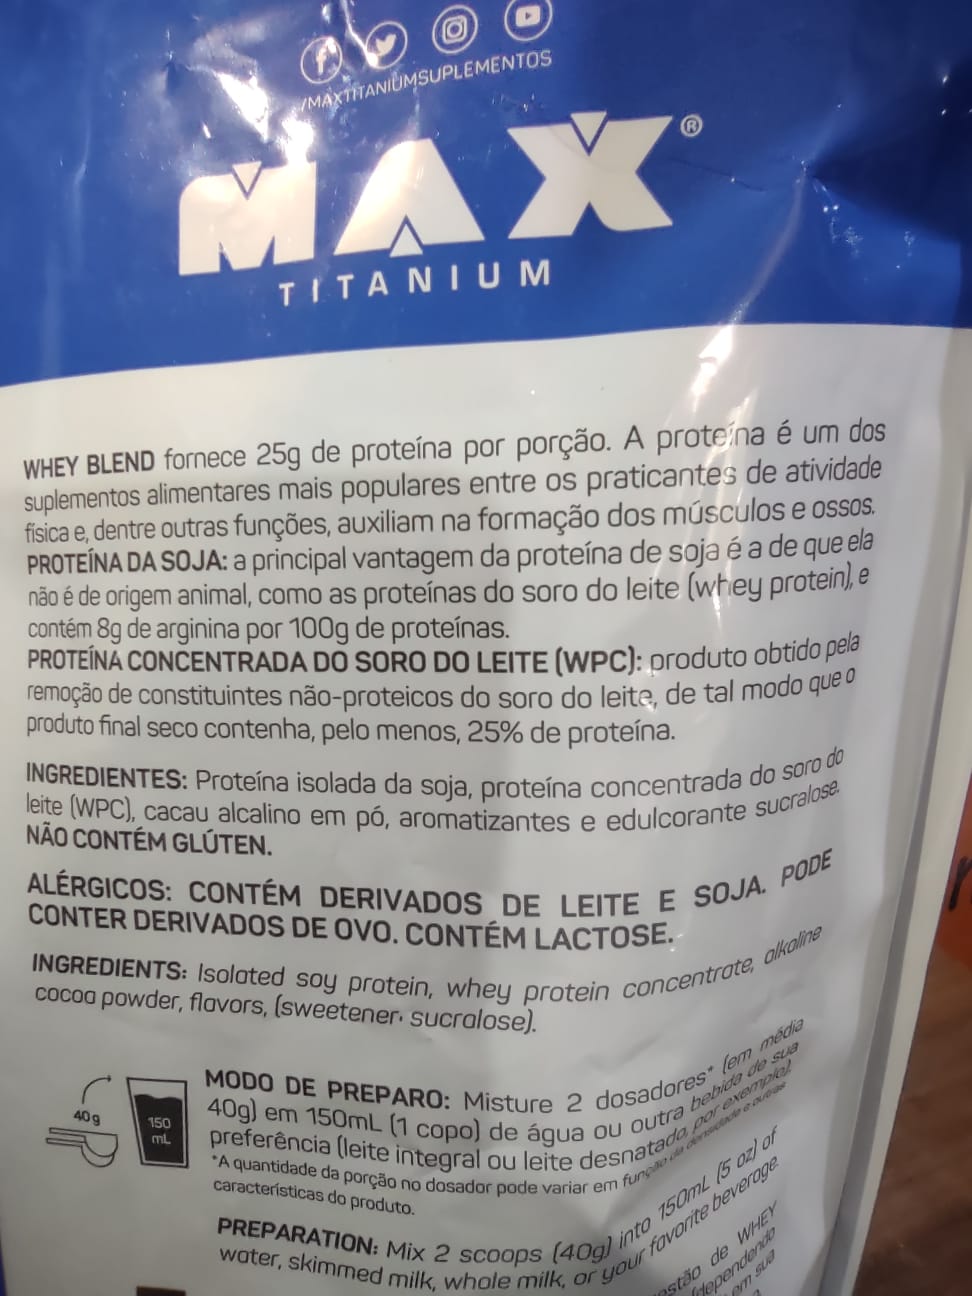 /MAXTITANIUMSUPLEMENTOS
MAX®
TITANIUM
WHEY BLEND fornece 25g de proteína por porção. A proteína é um dos
suplementos alimentares mais populares entre os praticantes de atividade
física e, dentre outras funções, auxiliam na formação dos músculos e ossos.
PROTEÍNA DA SOJA: a principal vantagem da proteína de soja é a de que ela
não é de origem animal, como as proteínas do soro do leite (whey protein), e
contém 8g de arginina por 100g de proteínas.
PROTEÍNA CONCENTRADA DO SORO DO LEITE (WPC): produto obtido pela
remoção de constituintes não-proteicos do soro do leite, de tal modo que o
produto final seco contenha, pelo menos, 25% de proteína.
INGREDIENTES: Proteína isolada da soja, proteína concentrada do soro do
leite (WPC), cacau alcalino em pó, aromatizantes e edulcorante sucralose.
NÃO CONTÉM GLÚTEN.
ALÉRGICOS: CONTÉM DERIVADOS DE LEITE E SOJA. PODE
CONTER DERIVADOS DE OVO. CONTÉM LACTOSE.
INGREDIENTS: Isolated soy protein, whey protein concentrate, alkaline
cocoa powder, flavors, (sweetener: sucralose).
40g
150
mL
MODO DE PREPARO: Misture 2 dosadores* (em média
40g) em 150mL (1 copo) de água ou outra bebida de sua
preferência (leite integral ou leite desnatado, por exemplo).
*A quantidade da porção no dosador pode variar em função da densidade e outras
características do produto.
PREPARATION: Mix 2 scoops (40g) into 150mL (5 oz) of
water, skimmed milk, whole milk, or your favorite beverage.
de WHEY
(dependendo
em sua